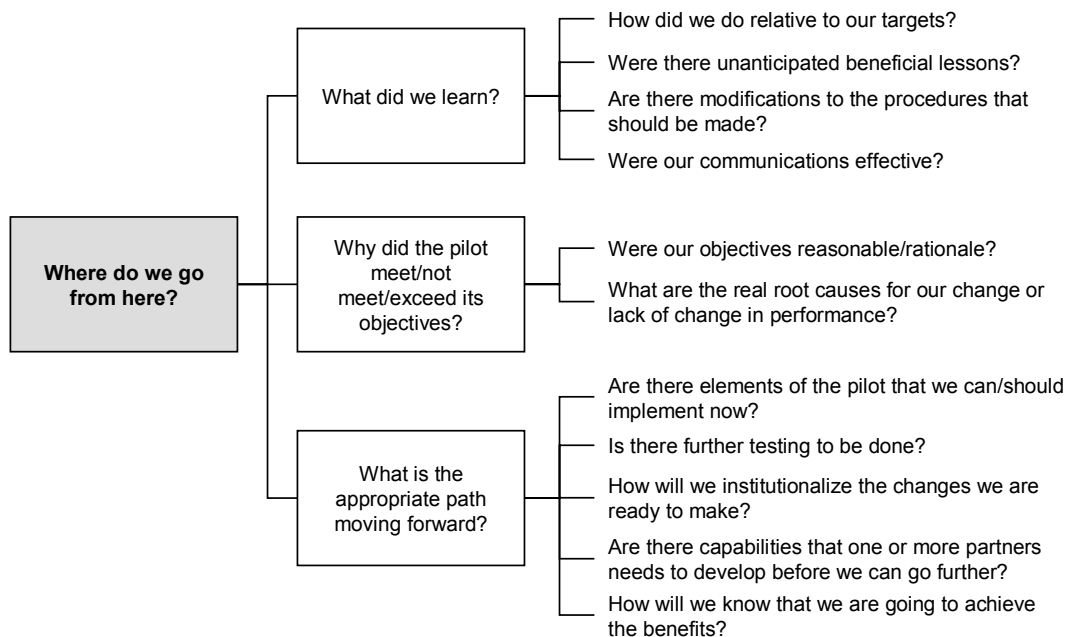 Where do we go
from here?
What did we learn?
How did we do relative to our targets?
Were there unanticipated beneficial lessons?
Are there modifications to the procedures that
should be made?
Were our communications effective?
Why did the pilot
meet/not
meet/exceed its
objectives?
Were our objectives reasonable/rationale?
What are the real root causes for our change or
lack of change in performance?
What is the
appropriate path
moving forward?
Are there elements of the pilot that we can/should
implement now?
Is there further testing to be done?
How will we institutionalize the changes we are
ready to make?
Are there capabilities that one or more partners
needs to develop before we can go further?
How will we know that we are going to achieve
the benefits?